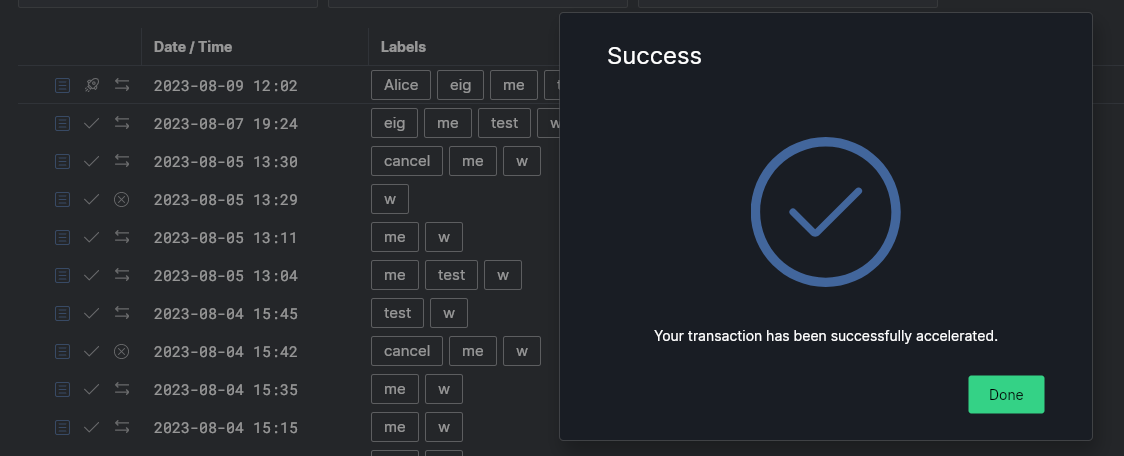 Date / Time Labels
2023-08-09 12:02 Alice eig me
2023-08-07 19:24 eig me test w
2023-08-05 13:30 cancel me w
2023-08-05 13:29 w
2023-08-05 13:11 me w
2023-08-05 13:04 me test w
2023-08-04 15:45 test w
2023-08-04 15:42 cancel me w
2023-08-04 15:35 me w
2023-08-04 15:15 me w
Success
Your transaction has been successfully accelerated.
Done